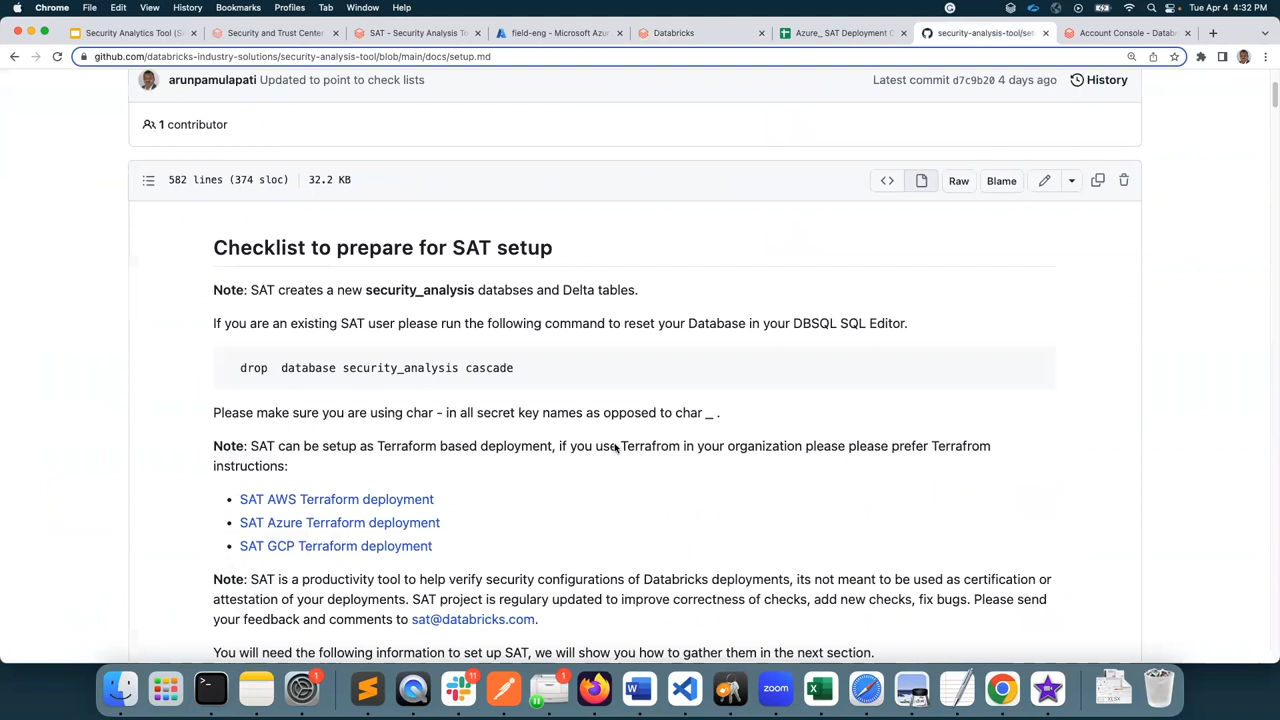 Chrome File Edit View History Bookmarks Profiles Tab Window Help Tue Apr 4 4:32 PM
Security Analytics Tool (S
Security and Trust Center
SAT - Security Analysis To
field-eng - Microsoft Azur
Databricks
Azure_ SAT Deployment
security-analysis-tool/set
Account Console - Datab
github.com/databricks-industry-solutions/security-analysis-tool/blob/main/docs/setup.md
arunpamulapati Updated to point to check lists Latest commit d7c9b20 4 days ago History
1 contributor
582 lines (374 sloc) 32.2 KB Raw Blame
Checklist to prepare for SAT setup
Note: SAT creates a new security_analysis databses and Delta tables.
If you are an existing SAT user please run the following command to reset your Database in your DBSQL SQL Editor.
drop database security_analysis cascade
Please make sure you are using char - in all secret key names as opposed to char _ .
Note: SAT can be setup as Terraform based deployment, if you use Terrafrom in your organization please please prefer Terrafrom
instructions:
• SAT AWS Terraform deployment
• SAT Azure Terraform deployment
• SAT GCP Terraform deployment
Note: SAT is a productivity tool to help verify security configurations of Databricks deployments, its not meant to be used as certification or
attestation of your deployments. SAT project is regulary updated to improve correctness of checks, add new checks, fix bugs. Please send
your feedback and comments to sat@databricks.com.
You will need the following information to set up SAT, we will show you how to gather them in the next section.
1
11
1
zoom